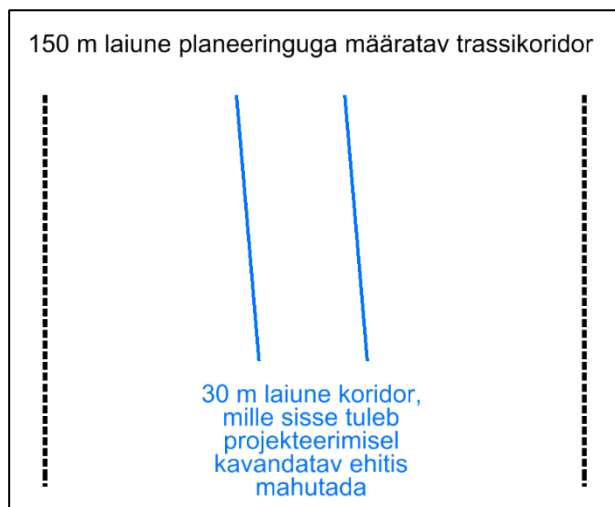 150 m laiune planeeringuga määratav trassikoridor
30 m laiune koridor,
mille sisse tuleb
projekteerimisel
kavandatav ehitis
mahutada